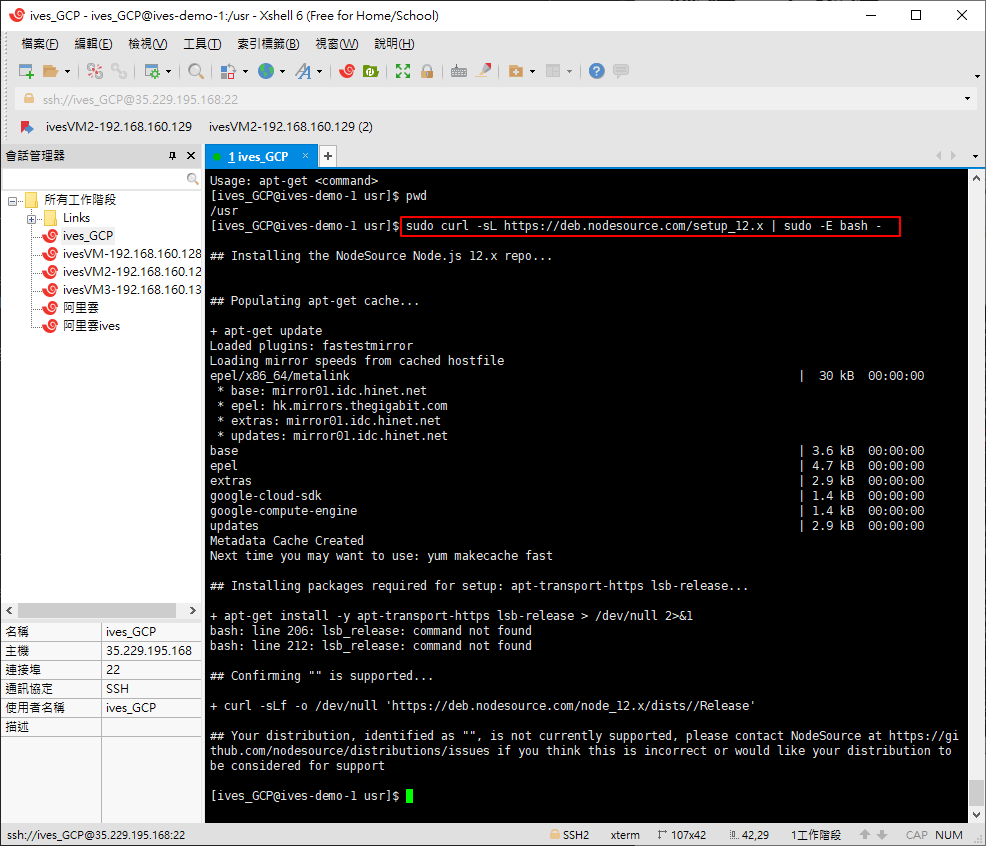 ives_GCP - ives_GCP@ives-demo-1:/usr - Xshell 6 (Free for Home/School)
檔案(F) 編輯(E) 檢視(V) 工具(T) 索引標籤(B) 視窗(W) 說明(H)
ssh://ives_GCP@35.229.195.168:22
ivesVM2-192.168.160.129 ivesVM2-192.168.160.129 (2)
會話管理器
1 ives_GCP
所有工作階段
Links
ives_GCP
ivesVM-192.168.160.128
ivesVM2-192.168.160.12
ivesVM3-192.168.160.13
阿里雲
阿里雲ives
名稱 ives_GCP
主機 35.229.195.168
連接埠 22
通訊協定 SSH
使用者名稱 ives_GCP
描述
Usage: apt-get <command>
[ives_GCP@ives-demo-1 usr]$ pwd
/usr
[ives_GCP@ives-demo-1 usr]$ sudo curl -sL https://deb.nodesource.com/setup_12.x | sudo -E bash -
## Installing the NodeSource Node.js 12.x repo...
## Populating apt-get cache...
+ apt-get update
Loaded plugins: fastestmirror
Loading mirror speeds from cached hostfile
epel/x86_64/metalink | 30 kB 00:00:00
* base: mirror01.idc.hinet.net
* epel: hk.mirrors.thegigabit.com
* extras: mirror01.idc.hinet.net
* updates: mirror01.idc.hinet.net
base | 3.6 kB 00:00:00
epel | 4.7 kB 00:00:00
extras | 2.9 kB 00:00:00
google-cloud-sdk | 1.4 kB 00:00:00
google-compute-engine | 1.4 kB 00:00:00
updates | 2.9 kB 00:00:00
Metadata Cache Created
Next time you may want to use: yum makecache fast
## Installing packages required for setup: apt-transport-https lsb-release...
+ apt-get install -y apt-transport-https lsb-release > /dev/null 2>&1
bash: line 206: lsb_release: command not found
bash: line 212: lsb_release: command not found
## Confirming "" is supported...
+ curl -sLf -o /dev/null 'https://deb.nodesource.com/node_12.x/dists//Release'
## Your distribution, identified as "", is not currently supported, please contact NodeSource at https://gi
thub.com/nodesource/distributions/issues if you think this is incorrect or would like your distribution to
be considered for support
[ives_GCP@ives-demo-1 usr]$
ssh://ives_GCP@35.229.195.168:22 SSH2 xterm 107x42 42,29 1工作階段 CAP NUM